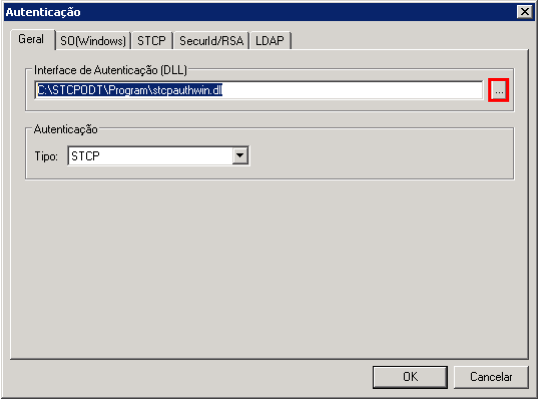 Autenticação
Geral SO(Windows) STCP SecurId/RSA LDAP
Interface de Autenticação (DLL)
C:\STCPODT\Program\stcpauthwin.dll
...
Autenticação
Tipo: STCP
OK Cancelar